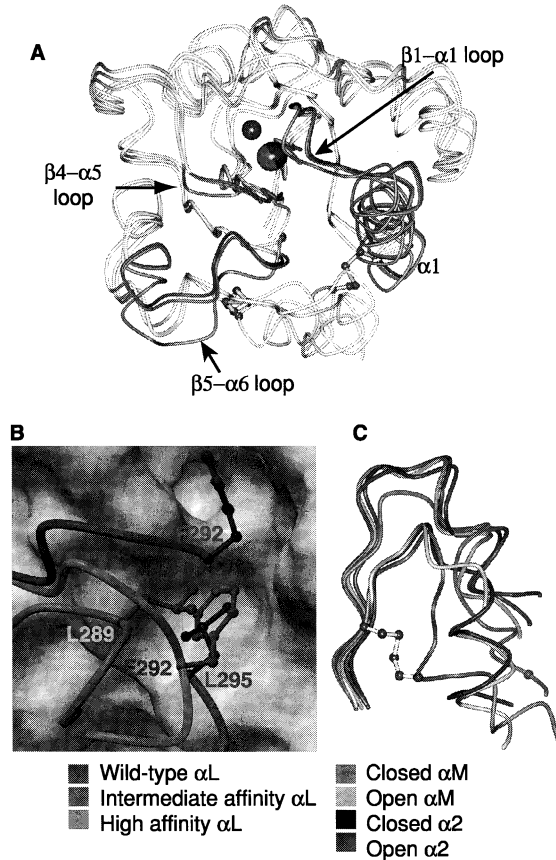 A
β1–α1 loop
β4–α5
loop
α1
β5–α6 loop
B
C
F292
L289
F292
L295
Wild-type αL
Intermediate affinity αL
High affinity αL
Closed αM
Open αM
Closed α2
Open α2